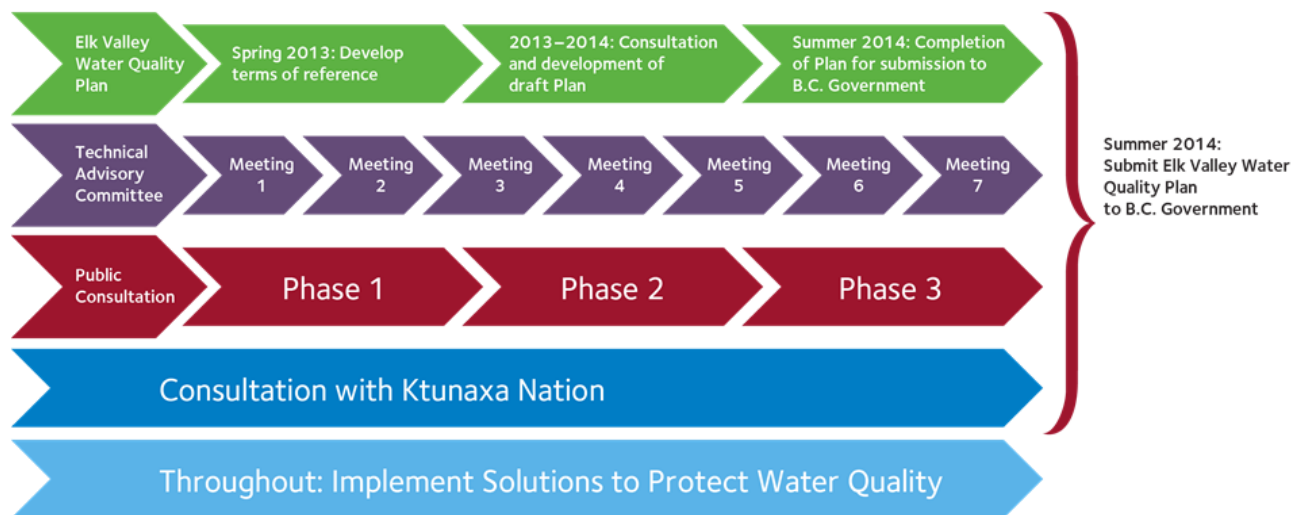 Elk Valley
Water Quality
Plan
Spring 2013: Develop
terms of reference
2013–2014: Consultation
and development of
draft Plan
Summer 2014: Completion
of Plan for submission to
B.C. Government
Technical
Advisory
Committee
Meeting
1
Meeting
2
Meeting
3
Meeting
4
Meeting
5
Meeting
6
Meeting
7
Public
Consultation
Phase 1
Phase 2
Phase 3
Consultation with Ktunaxa Nation
Throughout: Implement Solutions to Protect Water Quality
Summer 2014:
Submit Elk Valley Water
Quality Plan
to B.C. Government